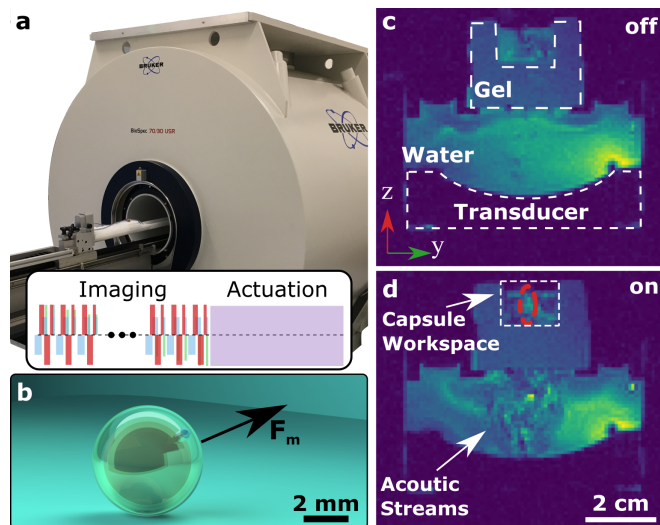 a
BRUKER
BioSpec 70/30 USR
BRUKER
Imaging
Actuation
b
F_m
2 mm
c
off
Gel
Water
Transducer
z
y
d
on
Capsule
Workspace
Acoutic
Streams
2 cm